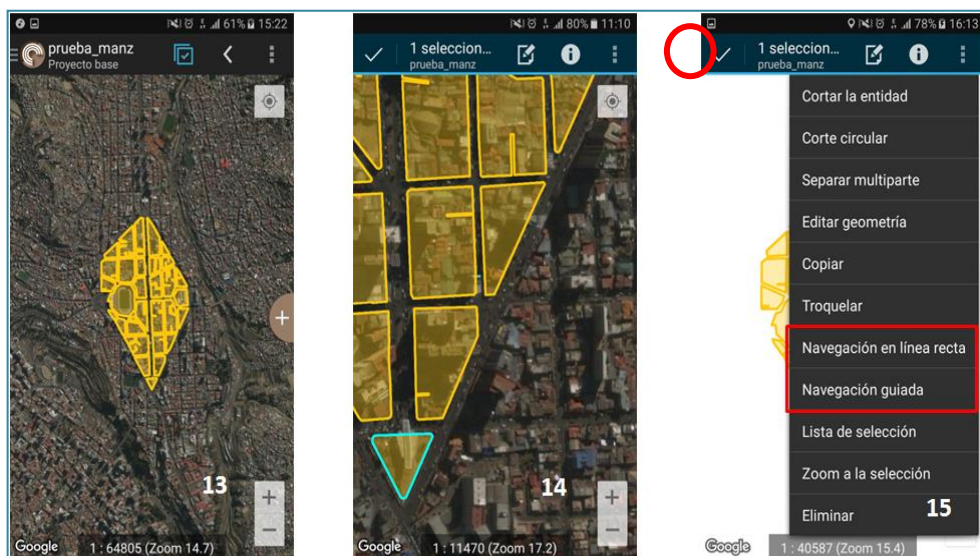 61% 15:22
prueba_manz
Proyecto base
13
Google
1 : 64805 (Zoom 14.7)
80% 11:10
1 seleccion...
prueba_manz
14
Google
1 : 11470 (Zoom 17.2)
78% 16:13
1 seleccion...
prueba_manz
Cortar la entidad
Corte circular
Separar multiparte
Editar geometría
Copiar
Troquelar
Navegación en línea recta
Navegación guiada
Lista de selección
Zoom a la selección
Eliminar
15
Google
1 : 40587 (Zoom 15.4)